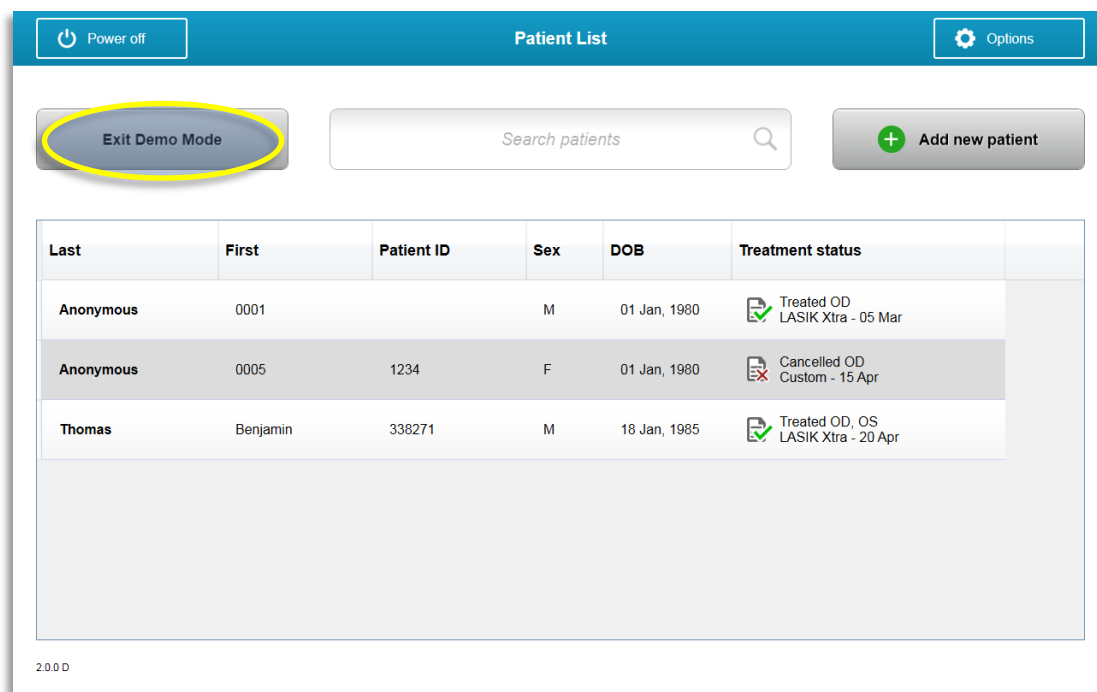 Power off
Patient List
Options
Exit Demo Mode
Search patients
Add new patient
Last First Patient ID Sex DOB Treatment status
Anonymous 0001 M 01 Jan, 1980 Treated OD
LASIK Xtra - 05 Mar
Anonymous 0005 1234 F 01 Jan, 1980 Cancelled OD
Custom - 15 Apr
Thomas Benjamin 338271 M 18 Jan, 1985 Treated OD, OS
LASIK Xtra - 20 Apr
2.0.0 D